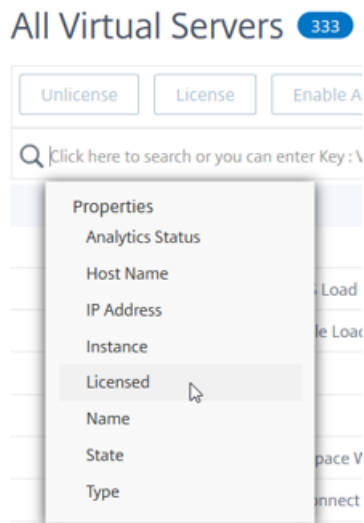 All Virtual Servers 333
Unlicense License Enable A
Click here to search or you can enter Key : V
Properties
Analytics Status
Host Name
IP Address
Load
Instance
le Load
Licensed
Name
State
pace W
Type
nnect